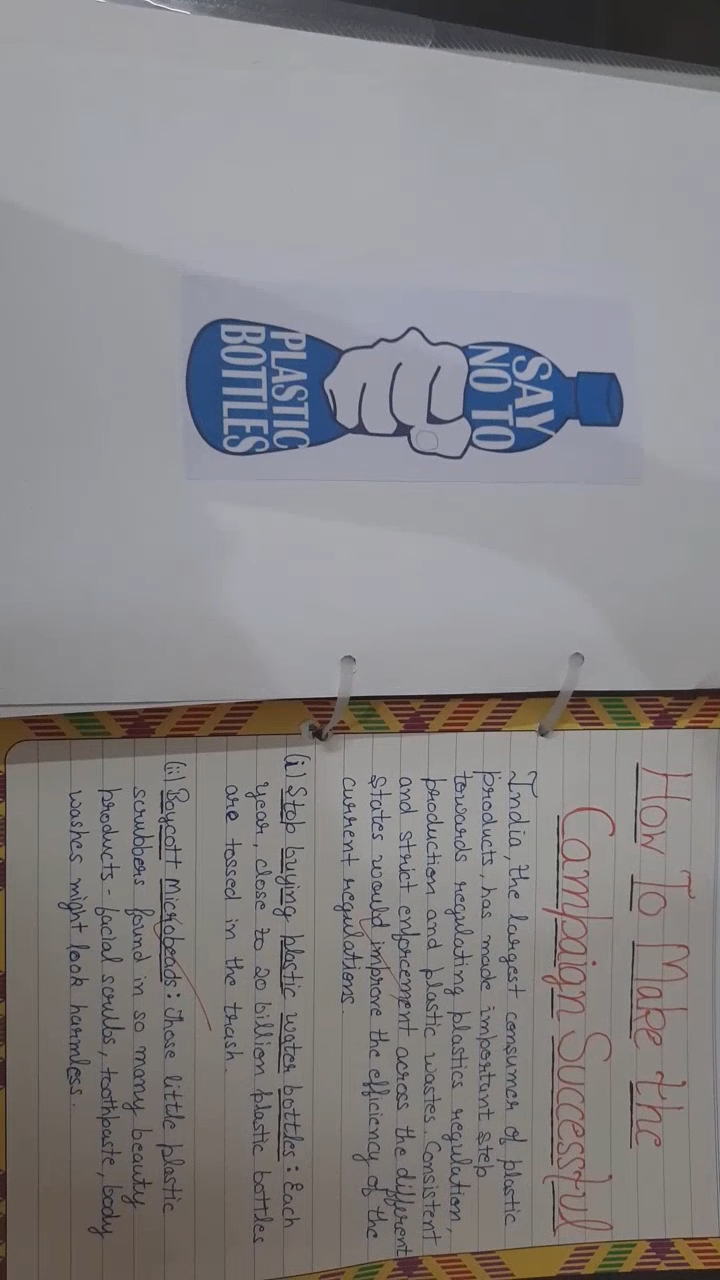 SAY
NO TO
PLASTIC
BOTTLES
How To Make the
Campaign Successful
India, the largest consumer of plastic
products, has made important step
towards regulating plastics regulation,
production and plastic wastes. Consistent
and strict enforcement across the different
states would improve the efficiency of the
current regulations.
(i) Stop buying plastic water bottles: Each
year, close to 20 billion plastic bottles
are tossed in the trash.
(ii) Boycott Microbeads: Those little plastic
scrubbers found in so many beauty
products - facial scrubs, toothpaste, body
washes might look harmless.